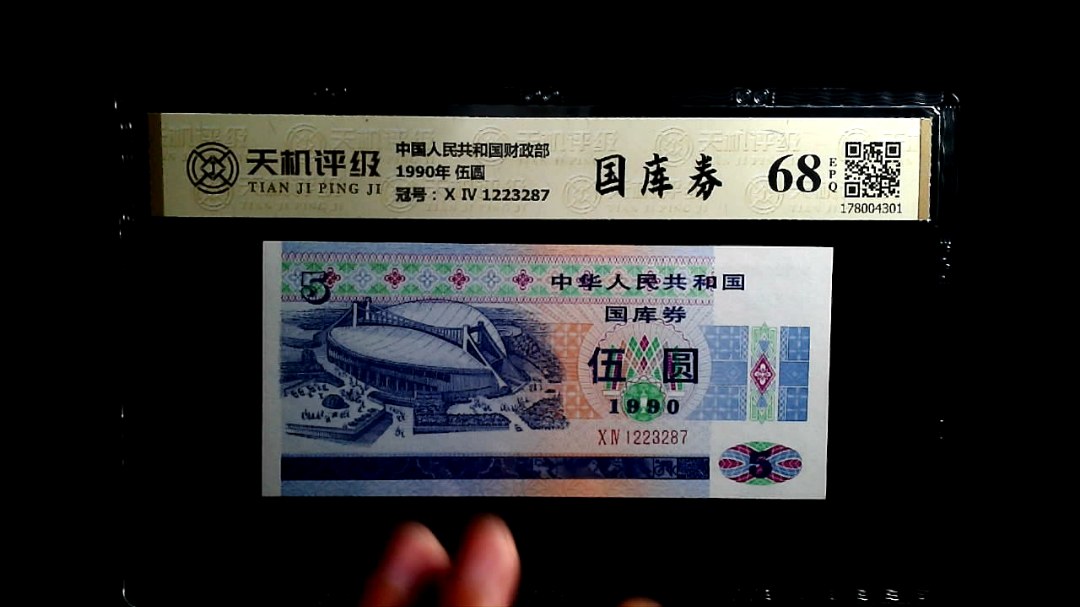 天机评级
TIAN JI PING JI
中国人民共和国财政部
1990年 伍圆
冠号：X IV 1223287
国库券
68
EPQ
178004301
5
中华人民共和国
国库券
伍圆
1990
XIV 1223287
5